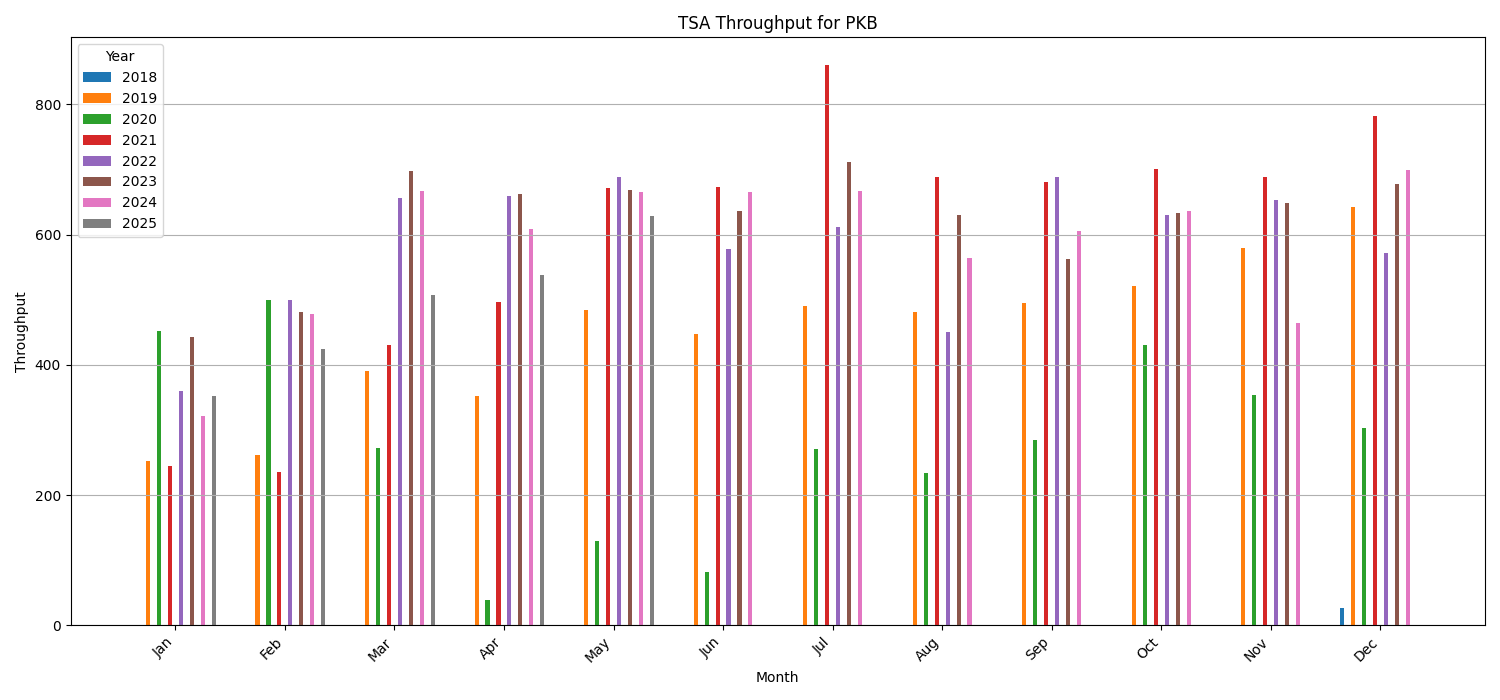 TSA Throughput for PKB
Year
2018
2019
2020
2021
2022
2023
2024
2025
Throughput
800
600
400
200
0
Jan
Feb
Mar
Apr
May
Jun
Jul
Aug
Sep
Oct
Nov
Dec
Month